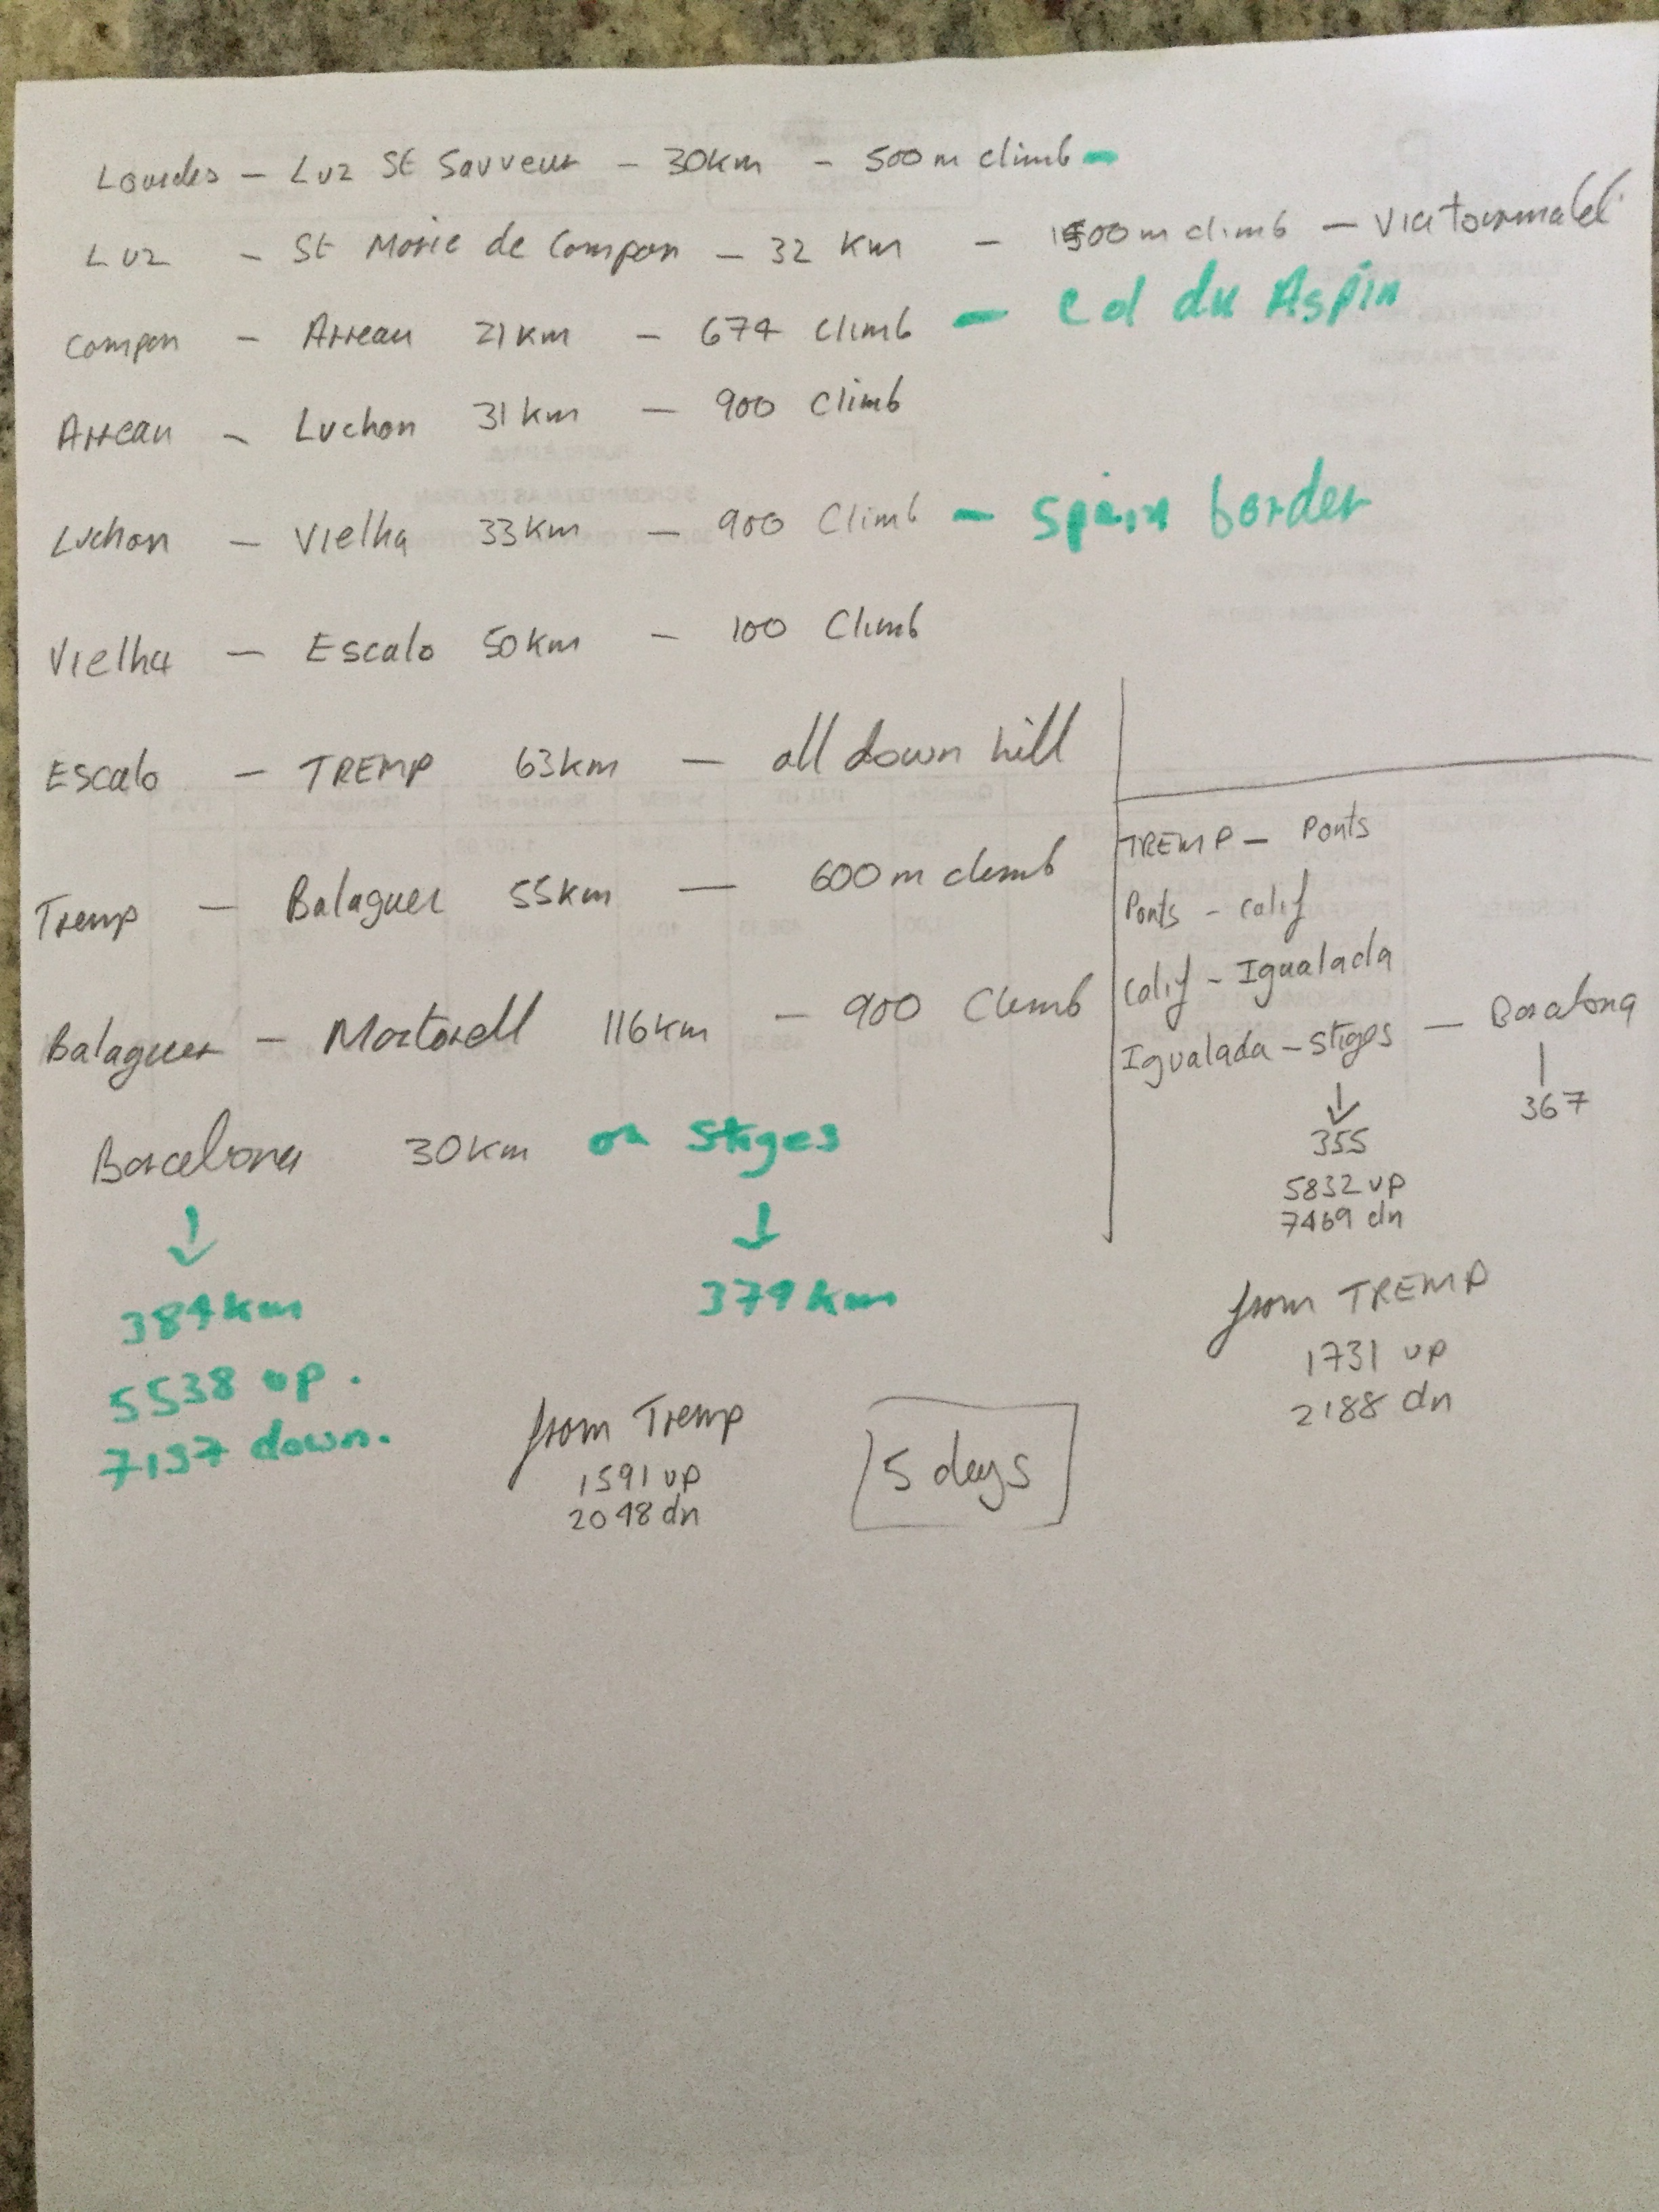 Lourdes - Luz St Sauveur - 30km - 500m climb -
Luz - St Marie de Campan - 32 km - 1500m climb - Via tourmalet
Campan - Arreau 21km - 674 climb - Col du Aspin
Arreau - Luchon 31km - 900 climb
Luchon - Vielha 33km - 900 Climb - Spain border
Vielha - Escalo 50km - 100 Climb
Escalo - TREMP 63km - all down hill
Tremp - Balaguer 55km - 600m climb
Balaguer - Martorell 116km - 900 Climb
Barcelona 30km or Stiges
384km
5538 up.
7137 down.
379km
from Tremp
1591 up
2048 dn
5 days
TREMP - Ponts
Ponts - Calif
Calif - Igualada
Igualada - Stiges - Barcelona
355
5832 up
7469 dn
367
from TREMP
1731 up
2188 dn